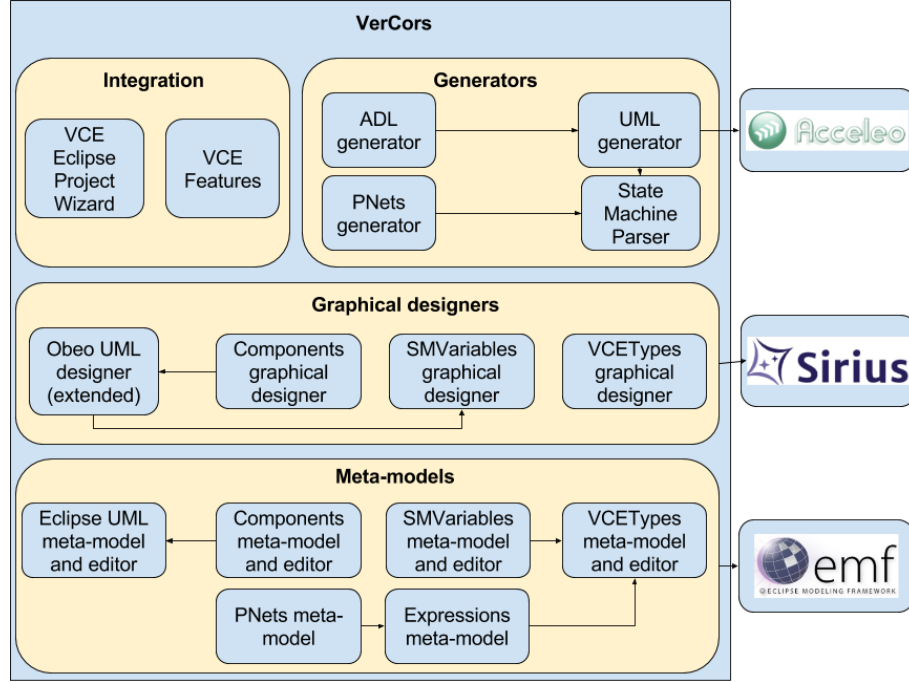 VerCors
Integration
VCE
Eclipse
Project
Wizard
VCE
Features
Generators
ADL
generator
UML
generator
PNets
generator
State
Machine
Parser
Acceleo
Graphical designers
Obeo UML
designer
(extended)
Components
graphical
designer
SMVariables
graphical
designer
VCETypes
graphical
designer
Sirius
Meta-models
Eclipse UML
meta-model
and editor
Components
meta-model
and editor
SMVariables
meta-model
and editor
VCETypes
meta-model
and editor
PNets meta-
model
Expressions
meta-model
emf
ECLIPSE MODELING FRAMEWORK